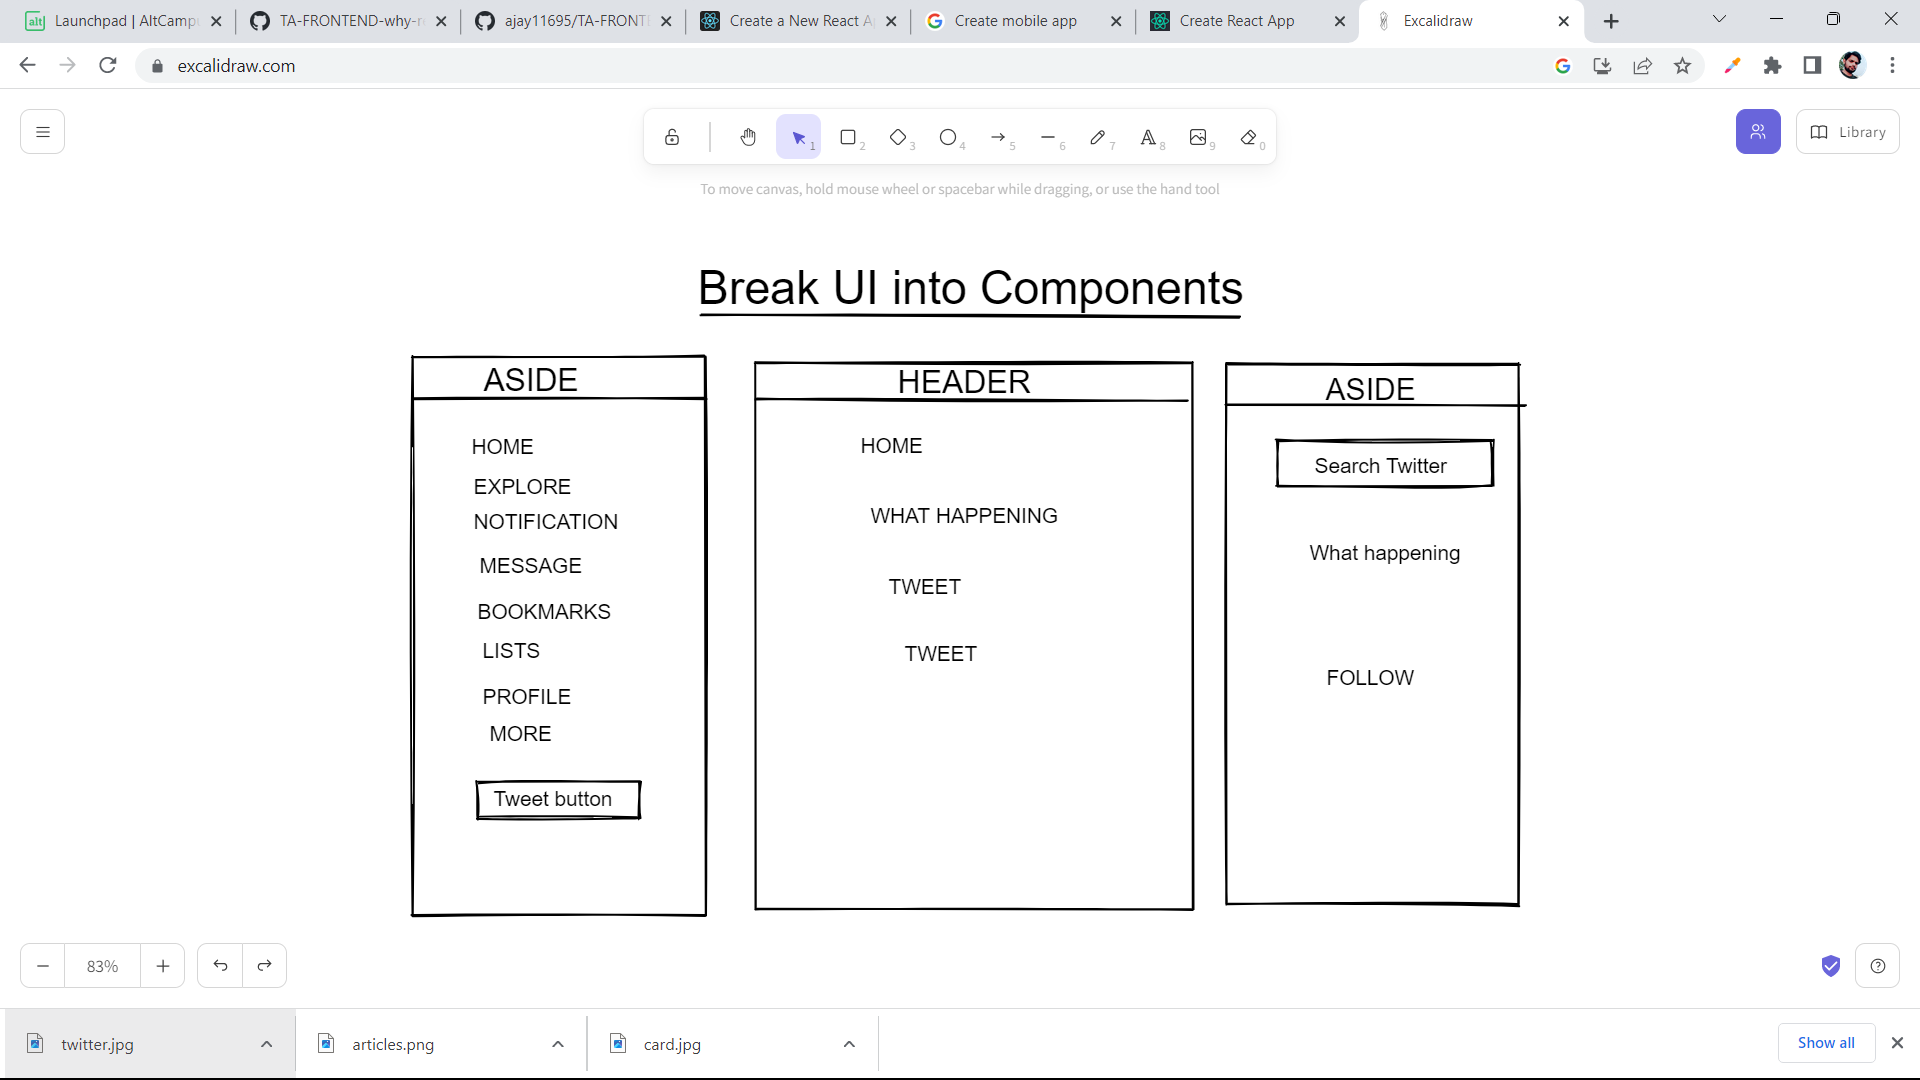 Launchpad | AltCamp
TA-FRONTEND-why-r
ajay11695/TA-FRONTE
Create a New React A
Create mobile app
Create React App
Excalidraw
excalidraw.com
1
2
3
4
5
6
7
8
9
0
Library
To move canvas, hold mouse wheel or spacebar while dragging, or use the hand tool
Break UI into Components
ASIDE
HOME
EXPLORE
NOTIFICATION
MESSAGE
BOOKMARKS
LISTS
PROFILE
MORE
Tweet button
HEADER
HOME
WHAT HAPPENING
TWEET
TWEET
ASIDE
Search Twitter
What happening
FOLLOW
83%
twitter.jpg
articles.png
card.jpg
Show all